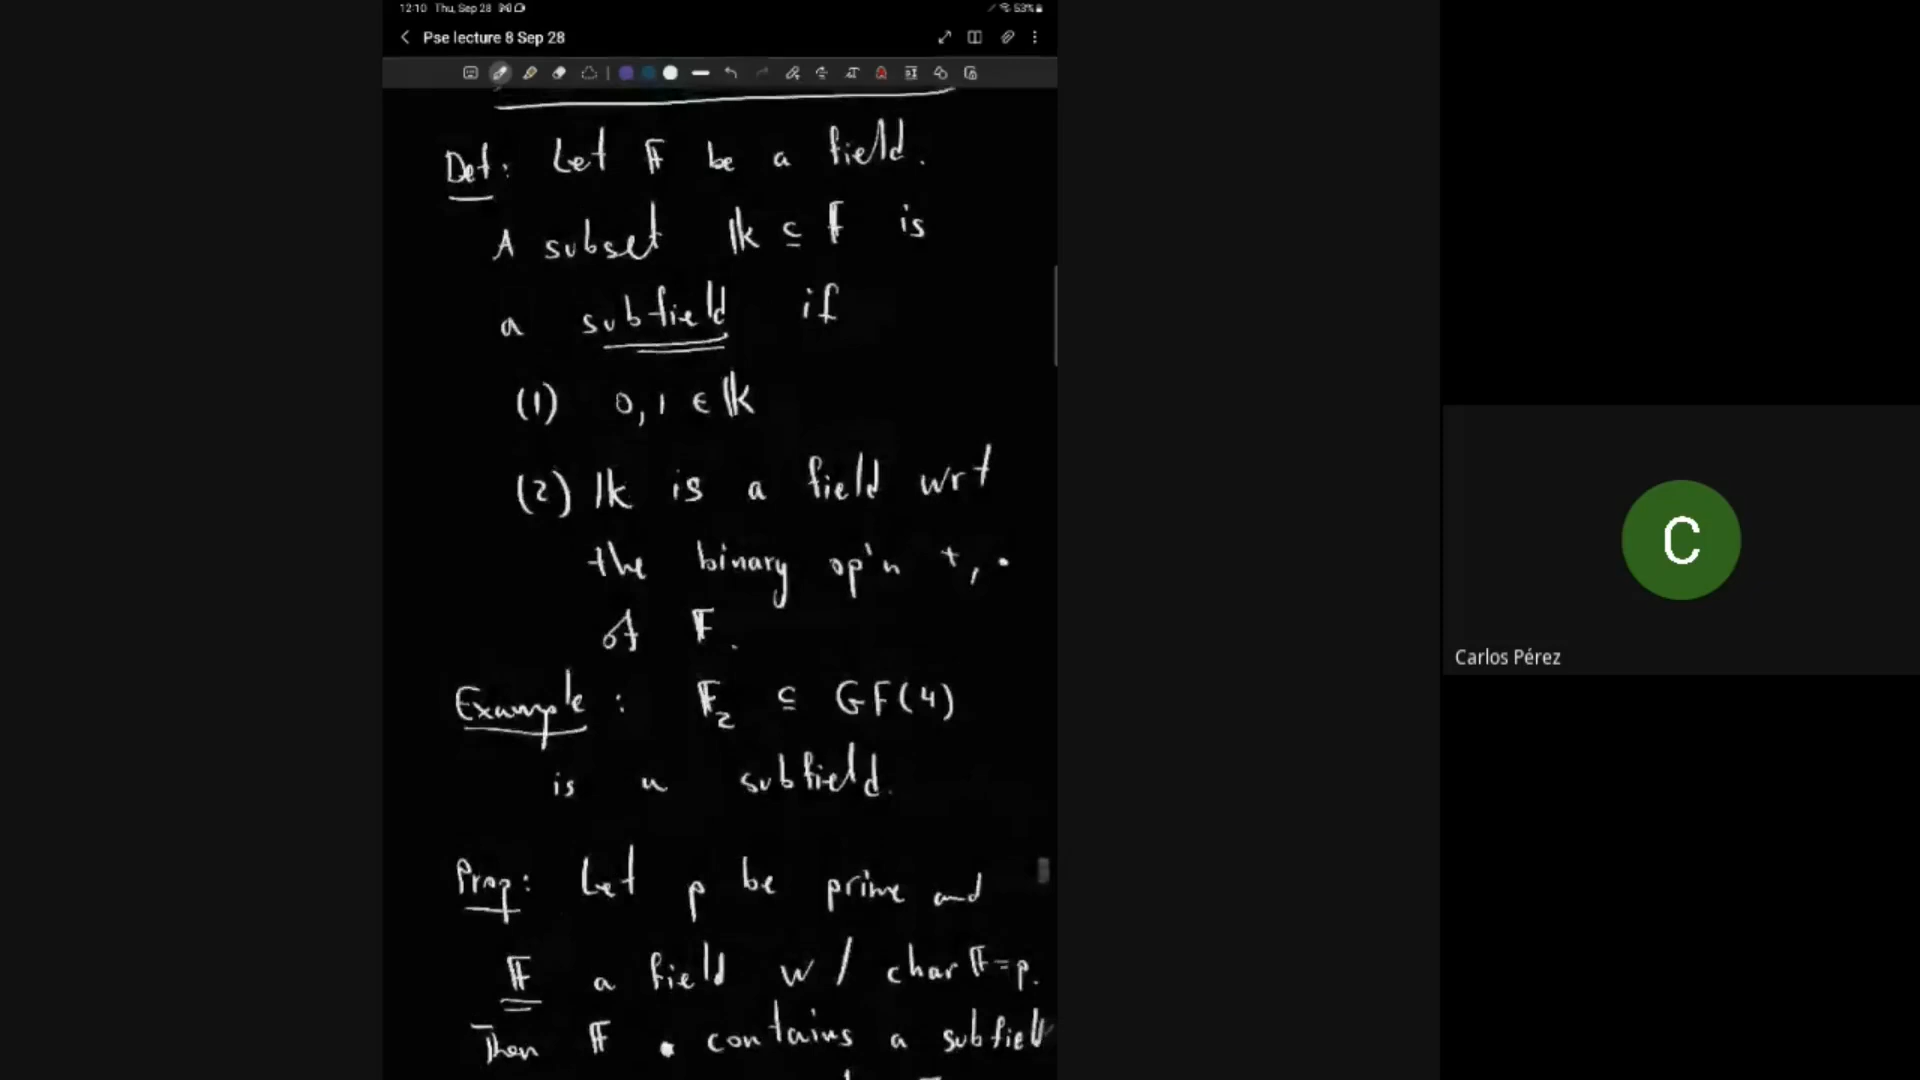 12:10 Thu, Sep 28
53%
Pse lecture 8 Sep 28
Def: Let 𝔽 be a field.
A subset 𝕜 ⊆ 𝔽 is
a subfield if
(1) 0, 1 ∈ 𝕜
(2) 𝕜 is a field wrt
the binary op'n +, ·
of 𝔽.
Example: 𝔽₂ ⊆ GF(4)
is a subfield.
Prop: Let p be prime and
𝔽 a field w/ char 𝔽 = p.
Then 𝔽 contains a subfield
C
Carlos Pérez